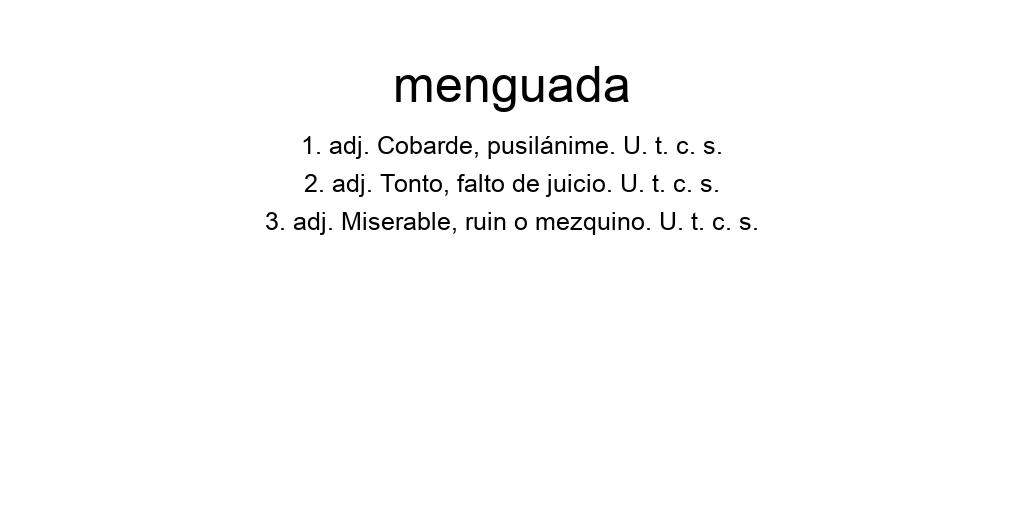 menguada
1. adj. Cobarde, pusilánime. U. t. c. s.
2. adj. Tonto, falto de juicio. U. t. c. s.
3. adj. Miserable, ruin o mezquino. U. t. c. s.